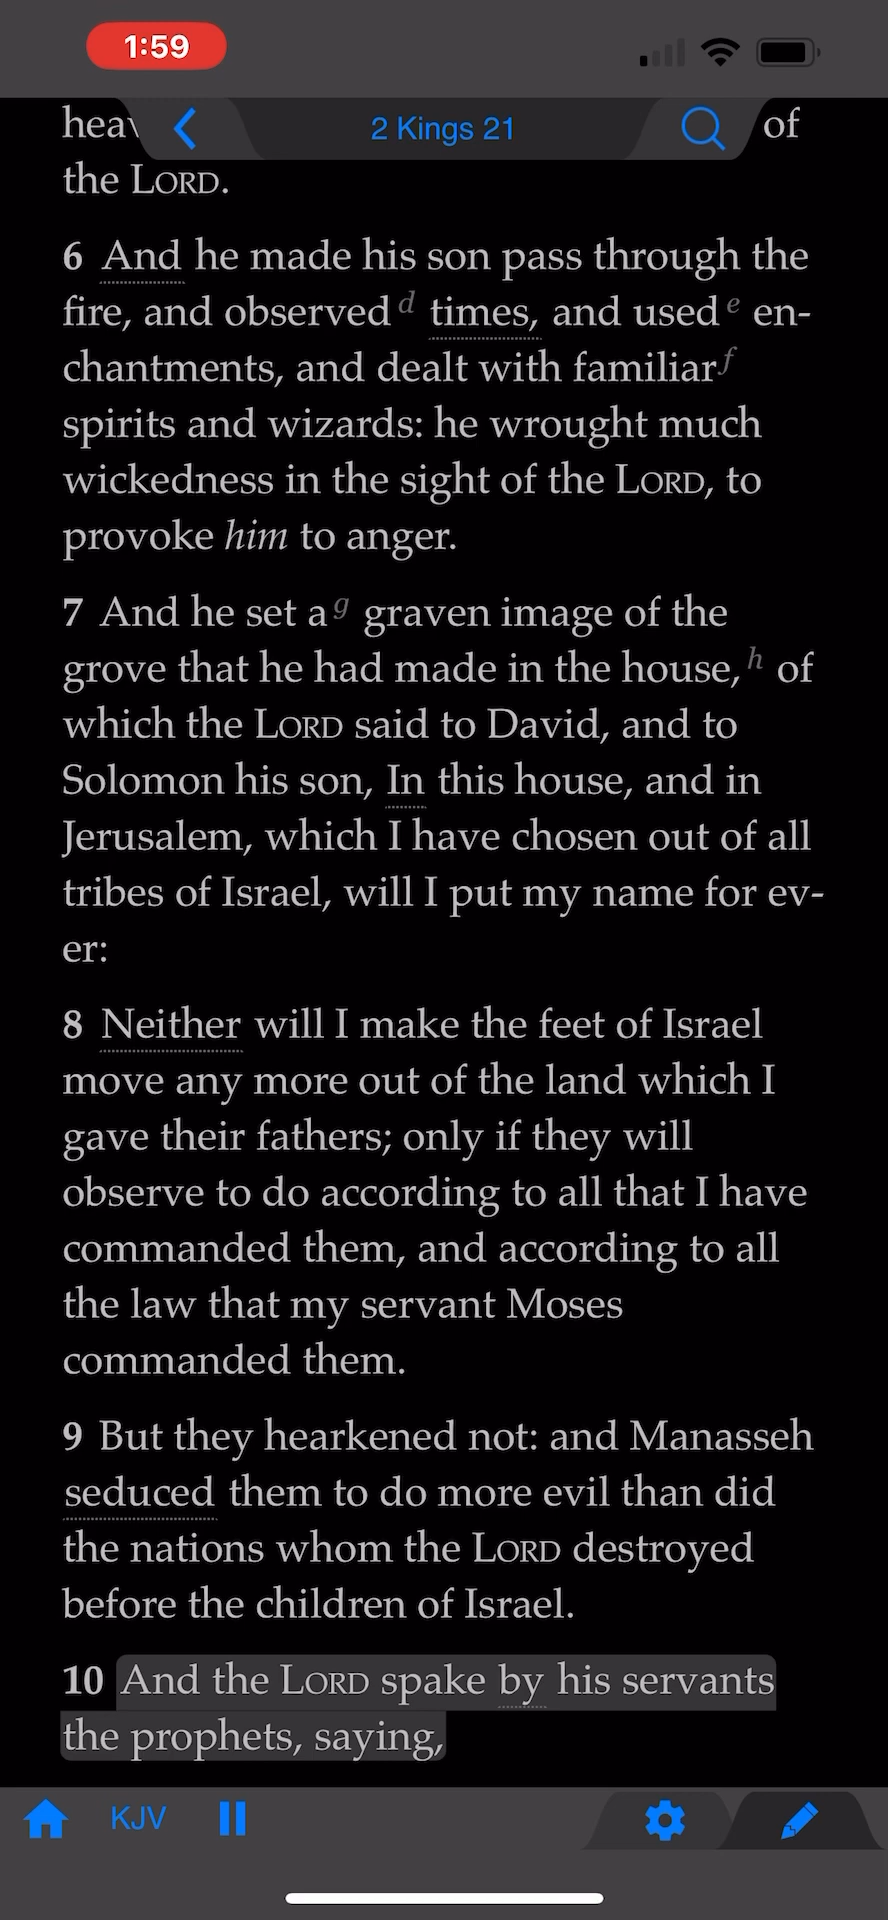 1:59
2 Kings 21
of
the LORD.
6 And he made his son pass through the
fire, and observed d times, and used e en-
chantments, and dealt with familiar f
spirits and wizards: he wrought much
wickedness in the sight of the LORD, to
provoke him to anger.
7 And he set a g graven image of the
grove that he had made in the house, h of
which the LORD said to David, and to
Solomon his son, In this house, and in
Jerusalem, which I have chosen out of all
tribes of Israel, will I put my name for ev-
er:
8 Neither will I make the feet of Israel
move any more out of the land which I
gave their fathers; only if they will
observe to do according to all that I have
commanded them, and according to all
the law that my servant Moses
commanded them.
9 But they hearkened not: and Manasseh
seduced them to do more evil than did
the nations whom the LORD destroyed
before the children of Israel.
10 And the LORD spake by his servants
the prophets, saying,
KJV